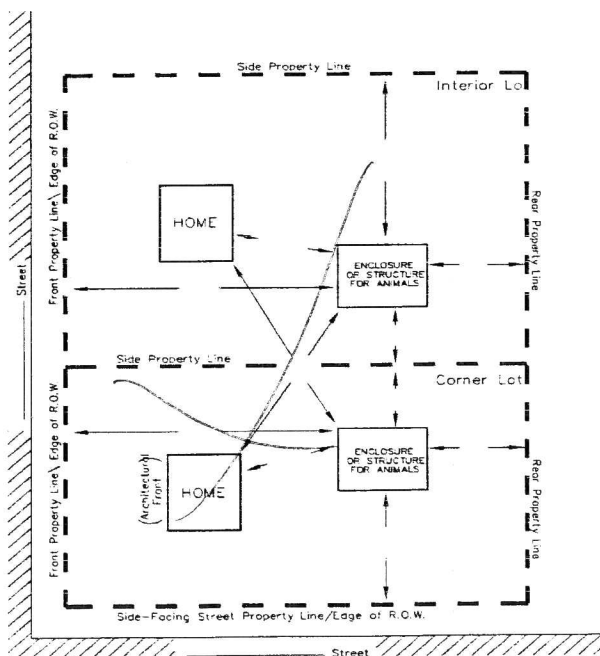 Side Property Line
Interior Lo
Front Property Line\ Edge of R.O.W.
HOME
ENCLOSURE
OR STRUCTURE
FOR ANIMALS
Rear Property Line
Street
Side Property Line
Corner Lot
Front Property Line\ Edge of R.O.W
(Architectural
Front)
HOME
ENCLOSURE
OR STRUCTURE
FOR ANIMALS
Rear Property Line
Side-Facing Street Property Line/Edge of R.O.W.
Street